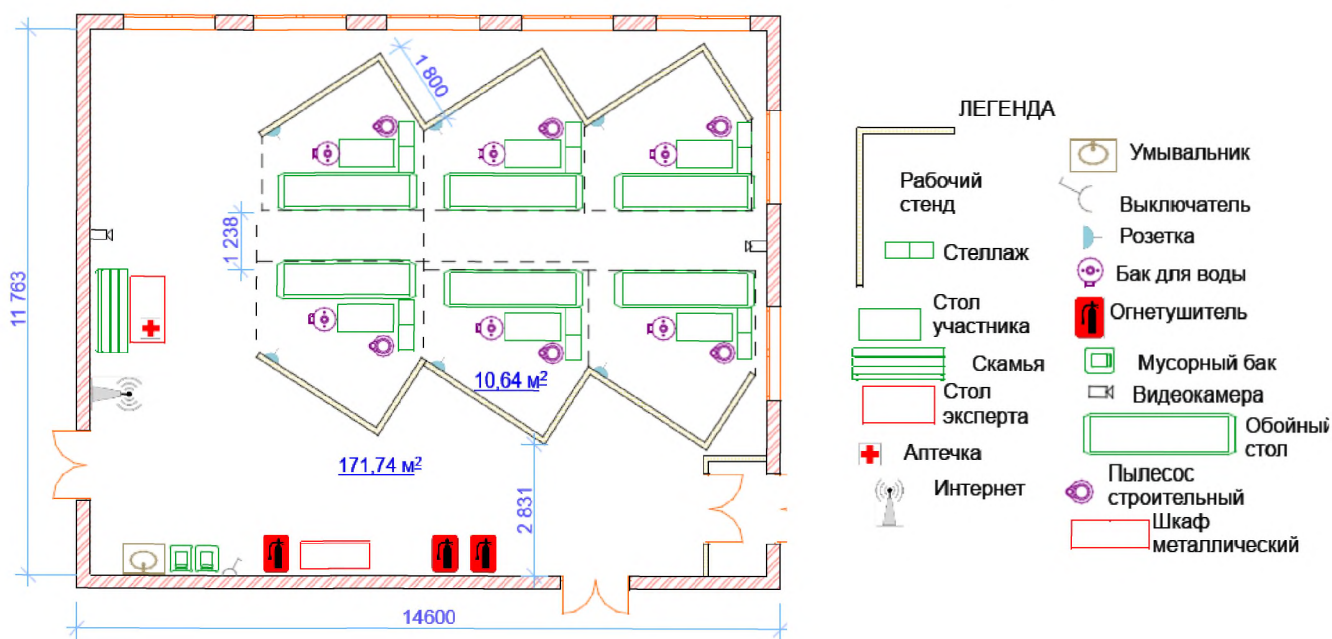 1 800
11 763
1 238
10,64 м²
171,74 м²
2 831
14600
ЛЕГЕНДА
Рабочий
стенд
Стеллаж
Стол
участника
Скамья
Стол
эксперта
Аптечка
Интернет
Умывальник
Выключатель
Розетка
Бак для воды
Огнетушитель
Мусорный бак
Видеокамера
Обойный
стол
Пылесос
строительный
Шкаф
металлический